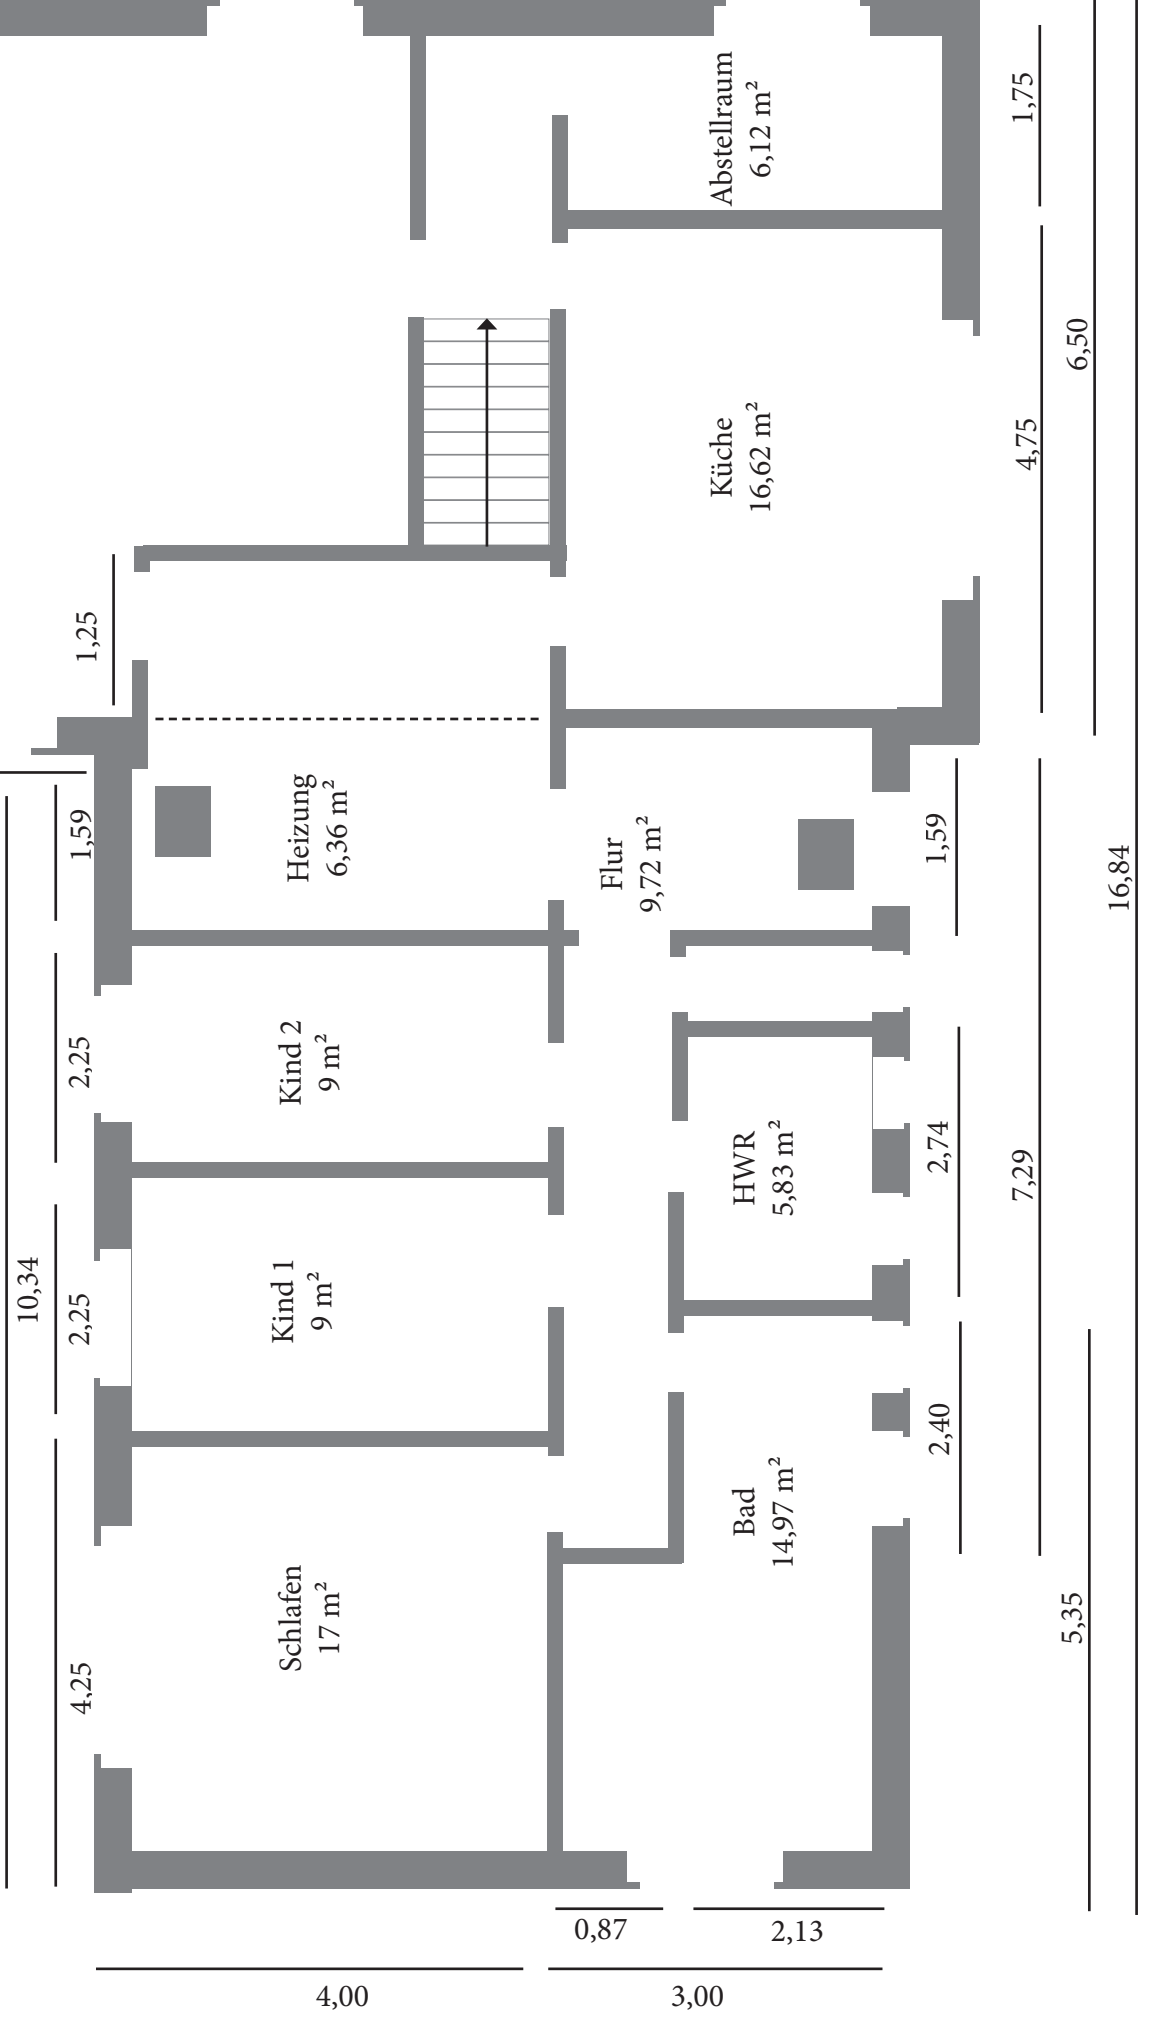 Abstellraum
6,12 m²
1,75
6,50
Küche
16,62 m²
4,75
1,25
1,59
Heizung
6,36 m²
Flur
9,72 m²
1,59
16,84
Kind 2
9 m²
2,25
HWR
5,83 m²
2,74
7,29
10,34
2,25
Kind 1
9 m²
2,40
Bad
14,97 m²
Schlafen
17 m²
4,25
5,35
0,87
2,13
4,00
3,00